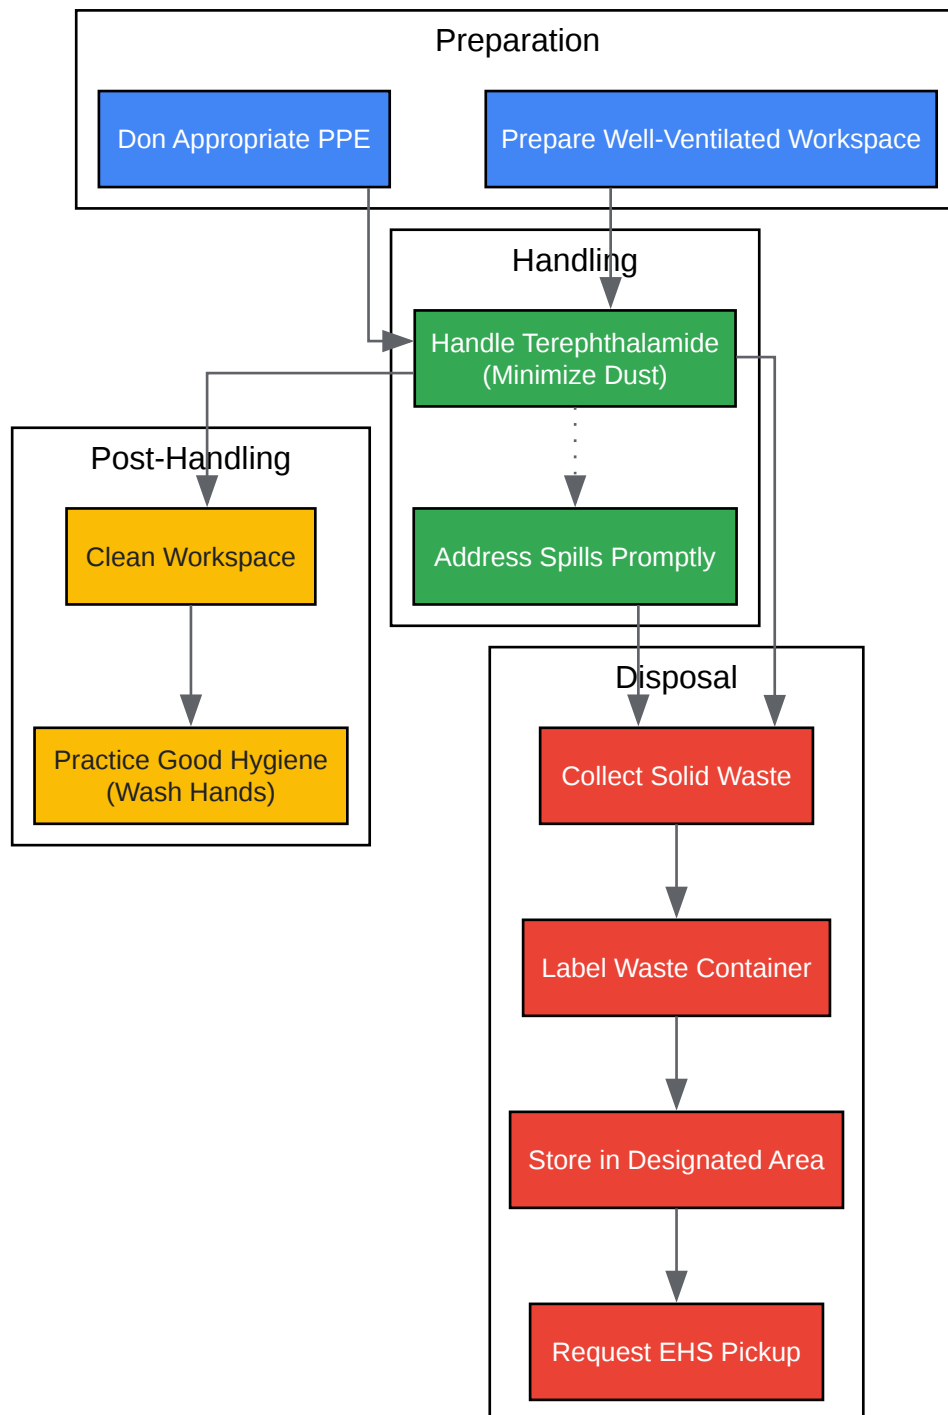 Preparation
Don Appropriate PPE
Prepare Well-Ventilated Workspace
Handling
Handle Terephthalamide
(Minimize Dust)
Address Spills Promptly
Post-Handling
Clean Workspace
Practice Good Hygiene
(Wash Hands)
Disposal
Collect Solid Waste
Label Waste Container
Store in Designated Area
Request EHS Pickup